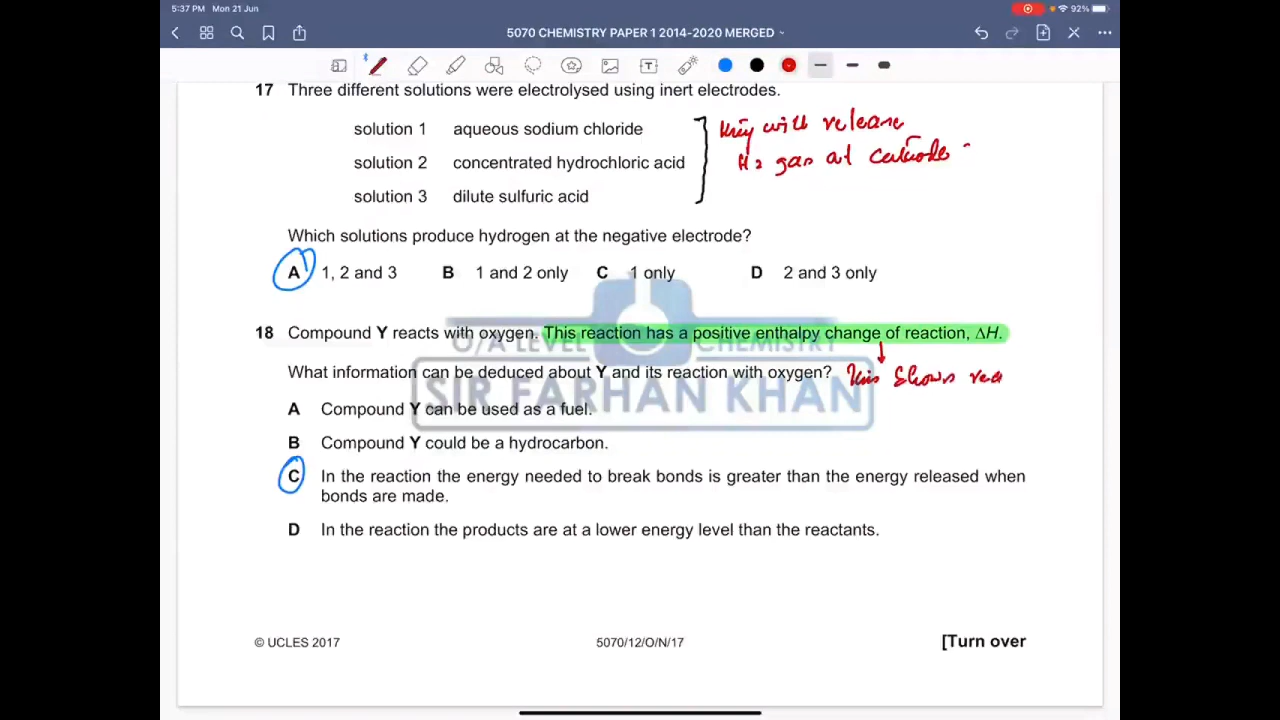 5:37 PM Mon 21 Jun
92%
5070 CHEMISTRY PAPER 1 2014-2020 MERGED
17 Three different solutions were electrolysed using inert electrodes.
solution 1 aqueous sodium chloride
solution 2 concentrated hydrochloric acid
solution 3 dilute sulfuric acid
they will release
H2 gas at cathode
Which solutions produce hydrogen at the negative electrode?
A 1, 2 and 3 B 1 and 2 only C 1 only D 2 and 3 only
18 Compound Y reacts with oxygen. This reaction has a positive enthalpy change of reaction, ΔH.
O/A LEVEL CHEMISTRY
What information can be deduced about Y and its reaction with oxygen? this shows rea
SIR FARHAN KHAN
A Compound Y can be used as a fuel.
B Compound Y could be a hydrocarbon.
C In the reaction the energy needed to break bonds is greater than the energy released when
bonds are made.
D In the reaction the products are at a lower energy level than the reactants.
© UCLES 2017 5070/12/O/N/17 [Turn over